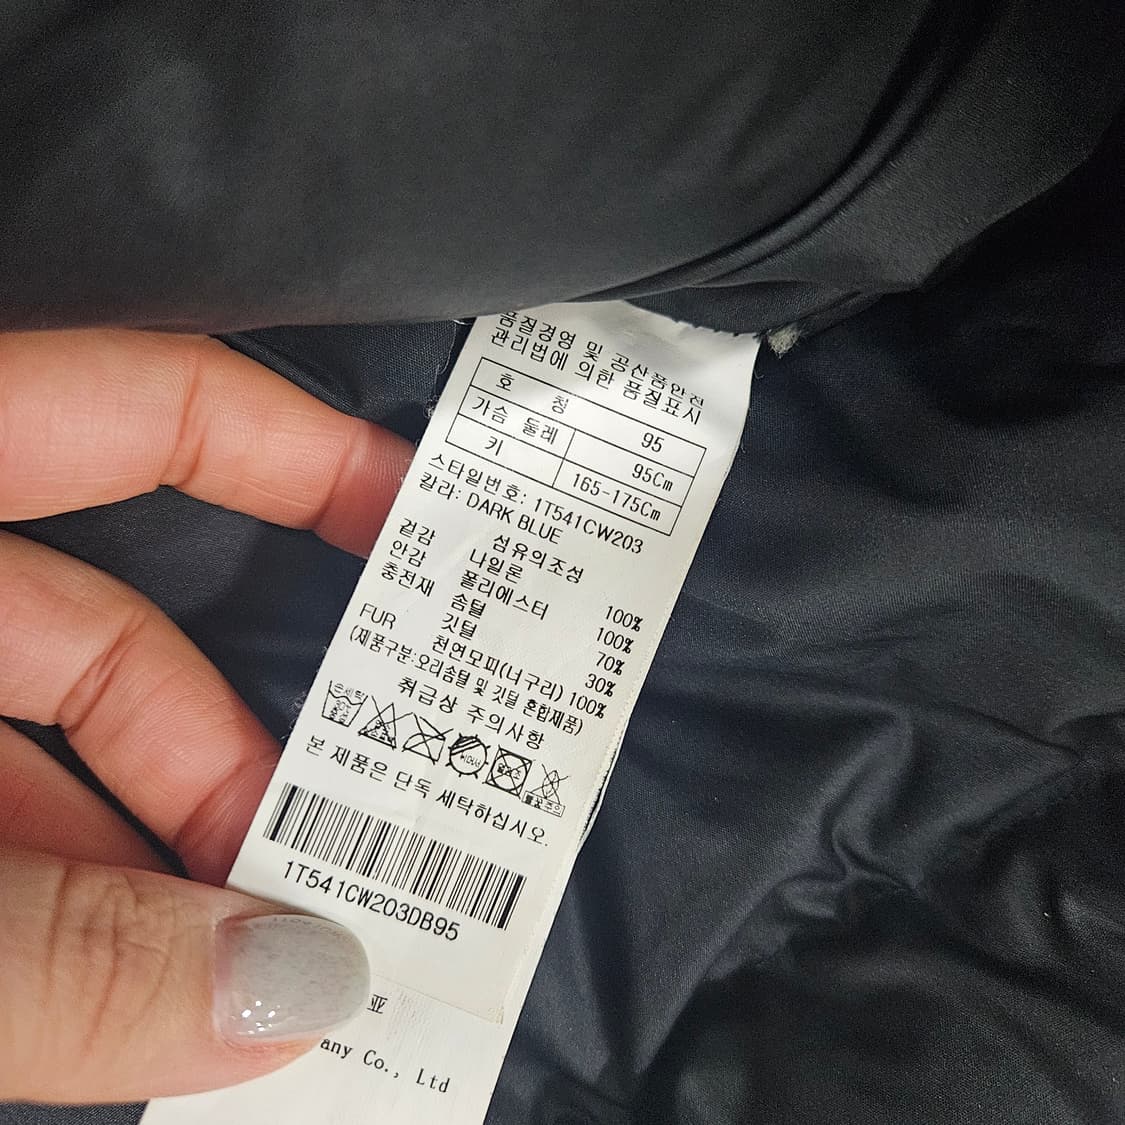 품질경영 및 공산품안전
관리법에 의한 품질표시
호 칭 95
가슴 둘레 95Cm
키 165-175Cm
스타일번호: 1T541CW203
칼라: DARK BLUE
섬유의조성
겉감 나일론 100%
안감 폴리에스터 100%
충전재 솜털 70%
깃털 30%
FUR 천연모피(너구리) 100%
(제품구분:오리솜털 및 깃털 혼합제품)
취급상 주의사항
손세탁
본 제품은 단독 세탁하십시오.
1T541CW203DB95
亚
any Co., Ltd